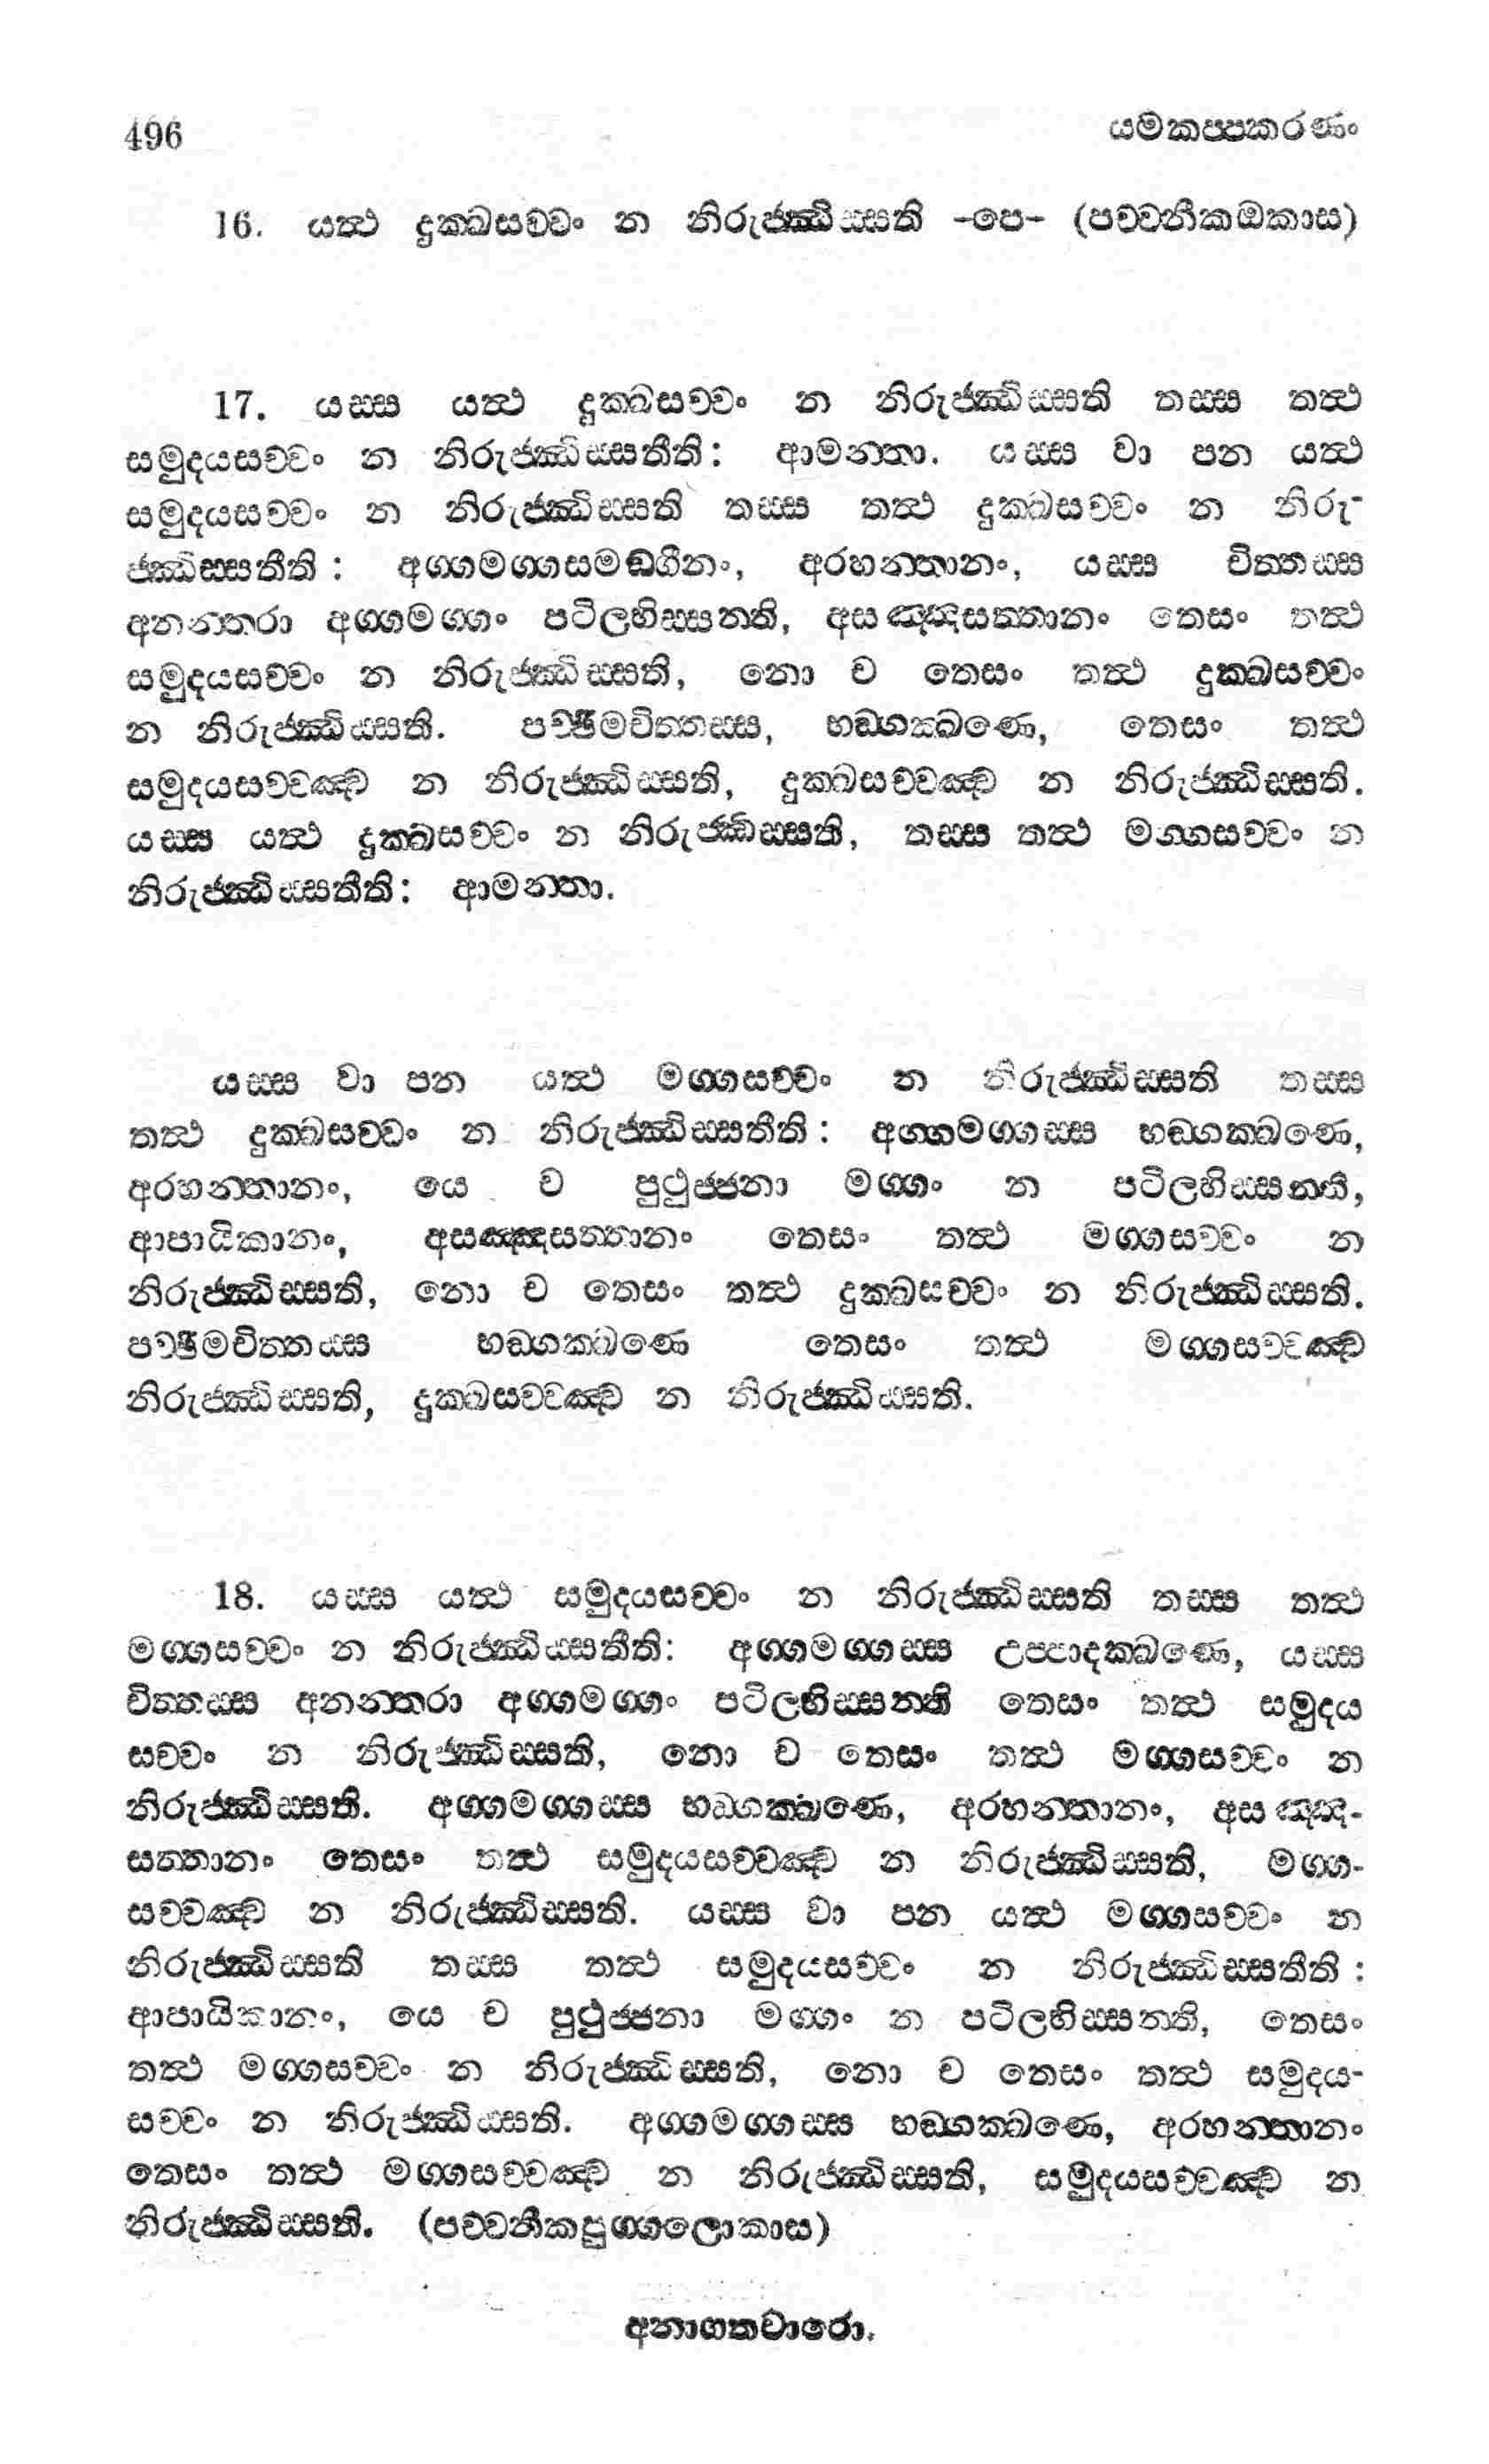 496 යමකප්පකරණං
16. යත්ථ දුක්ඛසච්චං න නිරුජ්ඣිස්සති -පෙ- (පච්චනීකඔකාස)
17. යස්ස යත්ථ දුක්ඛසච්චං න නිරුජ්ඣිස්සති තස්ස තත්ථ
සමුදයසච්චං න නිරුජ්ඣිස්සතීති: ආමන්තා. යස්ස වා පන යත්ථ
සමුදයසච්චං න නිරුජ්ඣිස්සති තස්ස තත්ථ දුක්ඛසච්චං න නිරු-
ජ්ඣිස්සතීති: අග්ගමග්ගසමඞ්ගීනං, අරහන්තානං, යස්ස චිත්තස්ස
අනන්තරා අග්ගමග්ගං පටිලභිස්සන්ති, අසඤ්ඤසත්තානං තෙසං තත්ථ
සමුදයසච්චං න නිරුජ්ඣිස්සති, නො ච තෙසං තත්ථ දුක්ඛසච්චං
න නිරුජ්ඣිස්සති. පච්ඡිමචිත්තස්ස, භඞ්ගක්ඛණෙ, තෙසං තත්ථ
සමුදයසච්චඤ්ච න නිරුජ්ඣිස්සති, දුක්ඛසච්චඤ්ච න නිරුජ්ඣිස්සති.
යස්ස යත්ථ දුක්ඛසච්චං න නිරුජ්ඣිස්සති, තස්ස තත්ථ මග්ගසච්චං න
නිරුජ්ඣිස්සතීති: ආමන්තා.
යස්ස වා පන යත්ථ මග්ගසච්චං න නිරුජ්ඣිස්සති තස්ස
තත්ථ දුක්ඛසච්චං න නිරුජ්ඣිස්සතීති: අග්ගමග්ගස්ස භඞ්ගක්ඛණෙ,
අරහන්තානං, යෙ ච පුථුජ්ජනා මග්ගං න පටිලභිස්සන්ති,
ආපායිකානං, අසඤ්ඤසත්තානං තෙසං තත්ථ මග්ගසච්චං න
නිරුජ්ඣිස්සති, නො ච තෙසං තත්ථ දුක්ඛසච්චං න නිරුජ්ඣිස්සති.
පච්ඡිමචිත්තස්ස භඞ්ගක්ඛණෙ තෙසං තත්ථ මග්ගසච්චඤ්ච
නිරුජ්ඣිස්සති, දුක්ඛසච්චඤ්ච න නිරුජ්ඣිස්සති.
18. යස්ස යත්ථ සමුදයසච්චං න නිරුජ්ඣිස්සති තස්ස තත්ථ
මග්ගසච්චං න නිරුජ්ඣිස්සතීති: අග්ගමග්ගස්ස උප්පාදක්ඛණෙ, යස්ස
චිත්තස්ස අනන්තරා අග්ගමග්ගං පටිලභිස්සන්ති තෙසං තත්ථ සමුදය
සච්චං න නිරුජ්ඣිස්සති, නො ච තෙසං තත්ථ මග්ගසච්චං න
නිරුජ්ඣිස්සති. අග්ගමග්ගස්ස භඞ්ගක්ඛණෙ, අරහන්තානං, අසඤ්ඤ-
සත්තානං තෙසං තත්ථ සමුදයසච්චඤ්ච න නිරුජ්ඣිස්සති, මග්ග-
සච්චඤ්ච න නිරුජ්ඣිස්සති. යස්ස වා පන යත්ථ මග්ගසච්චං න
නිරුජ්ඣිස්සති තස්ස තත්ථ සමුදයසච්චං න නිරුජ්ඣිස්සතීති:
ආපායිකානං, යෙ ච පුථුජ්ජනා මග්ගං න පටිලභිස්සන්ති, තෙසං
තත්ථ මග්ගසච්චං න නිරුජ්ඣිස්සති, නො ච තෙසං තත්ථ සමුදය-
සච්චං න නිරුජ්ඣිස්සති. අග්ගමග්ගස්ස භඞ්ගක්ඛණෙ, අරහන්තානං
තෙසං තත්ථ මග්ගසච්චඤ්ච න නිරුජ්ඣිස්සති, සමුදයසච්චඤ්ච න
නිරුජ්ඣිස්සති. (පච්චනීකපුග්ගලොකාස)
අනාගතවාරො.